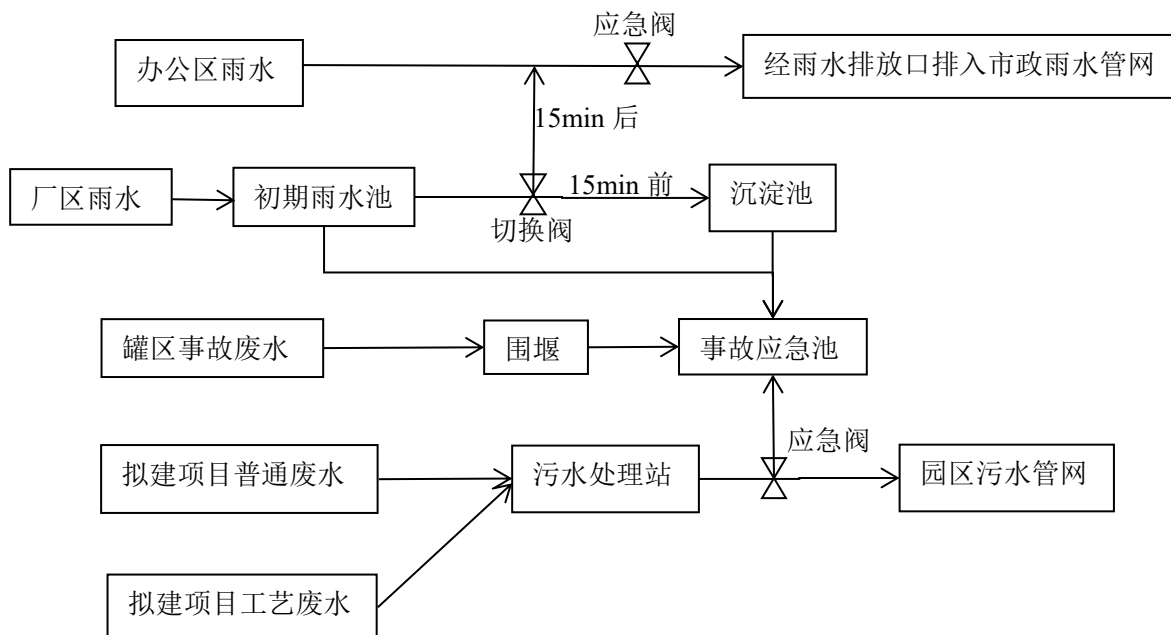 应急阀
办公区雨水
经雨水排放口排入市政雨水管网
15min 后
厂区雨水
初期雨水池
15min 前
沉淀池
切换阀
罐区事故废水
围堰
事故应急池
应急阀
拟建项目普通废水
污水处理站
园区污水管网
拟建项目工艺废水